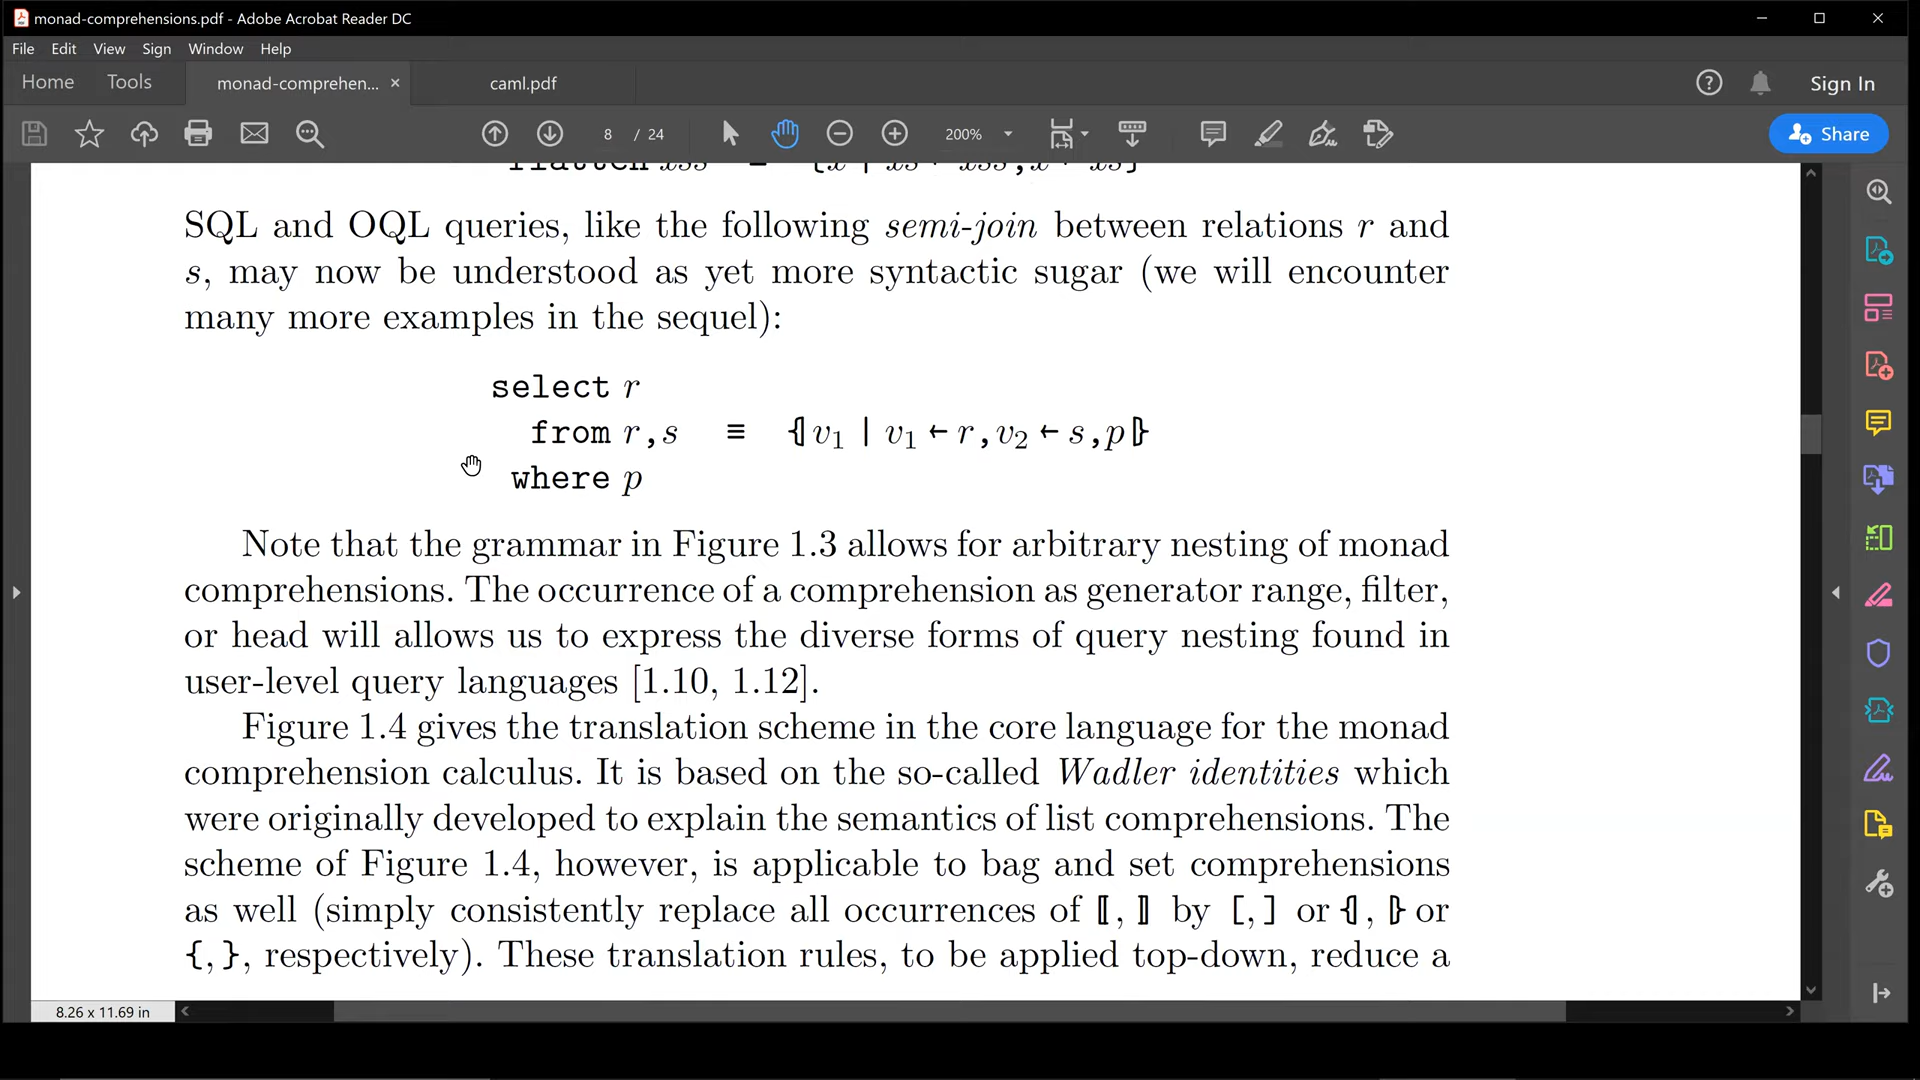 monad-comprehensions.pdf - Adobe Acrobat Reader DC
File Edit View Sign Window Help
Home Tools monad-comprehen... × caml.pdf Sign In
8 / 24 200% Share
flatten xss ≡ {x | xs ← xss, x ← xs}
SQL and OQL queries, like the following semi-join between relations r and
s, may now be understood as yet more syntactic sugar (we will encounter
many more examples in the sequel):
select r
from r,s ≡ {|v₁ | v₁ ← r, v₂ ← s, p|}
where p
Note that the grammar in Figure 1.3 allows for arbitrary nesting of monad
comprehensions. The occurrence of a comprehension as generator range, filter,
or head will allows us to express the diverse forms of query nesting found in
user-level query languages [1.10, 1.12].
Figure 1.4 gives the translation scheme in the core language for the monad
comprehension calculus. It is based on the so-called Wadler identities which
were originally developed to explain the semantics of list comprehensions. The
scheme of Figure 1.4, however, is applicable to bag and set comprehensions
as well (simply consistently replace all occurrences of ⟦, ⟧ by [,] or {|, |} or
{,}, respectively). These translation rules, to be applied top-down, reduce a
8.26 x 11.69 in